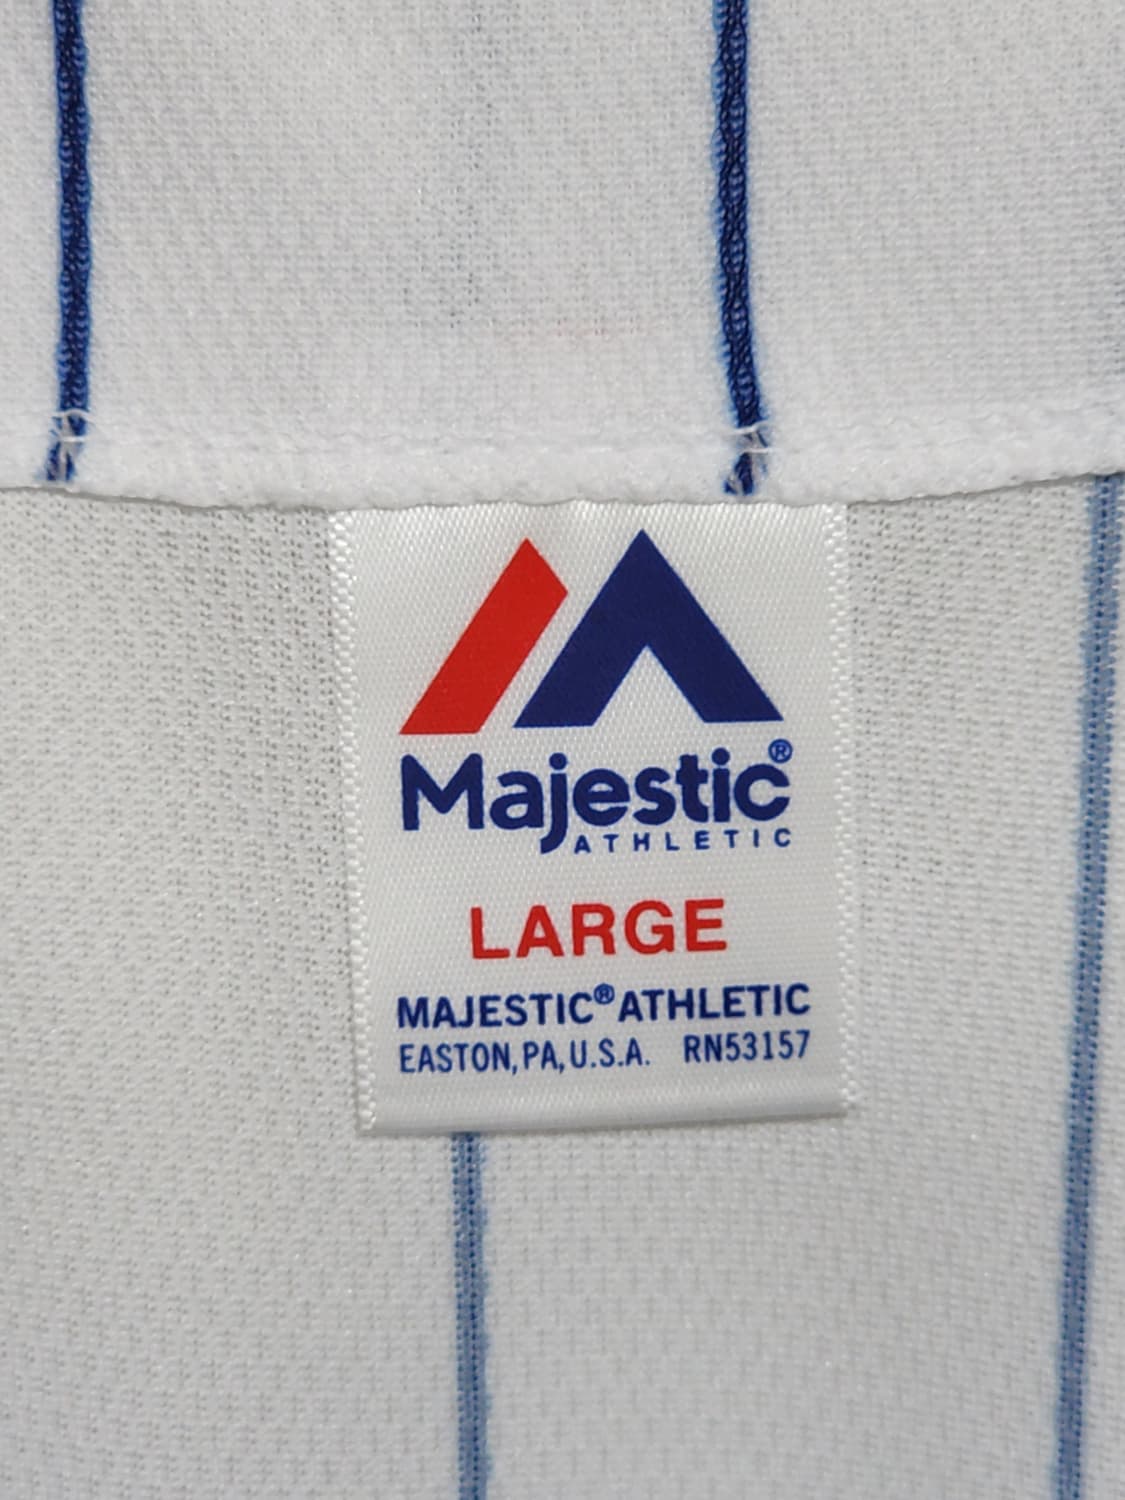 Majestic®
ATHLETIC
LARGE
MAJESTIC® ATHLETIC
EASTON, PA, U.S.A. RN53157